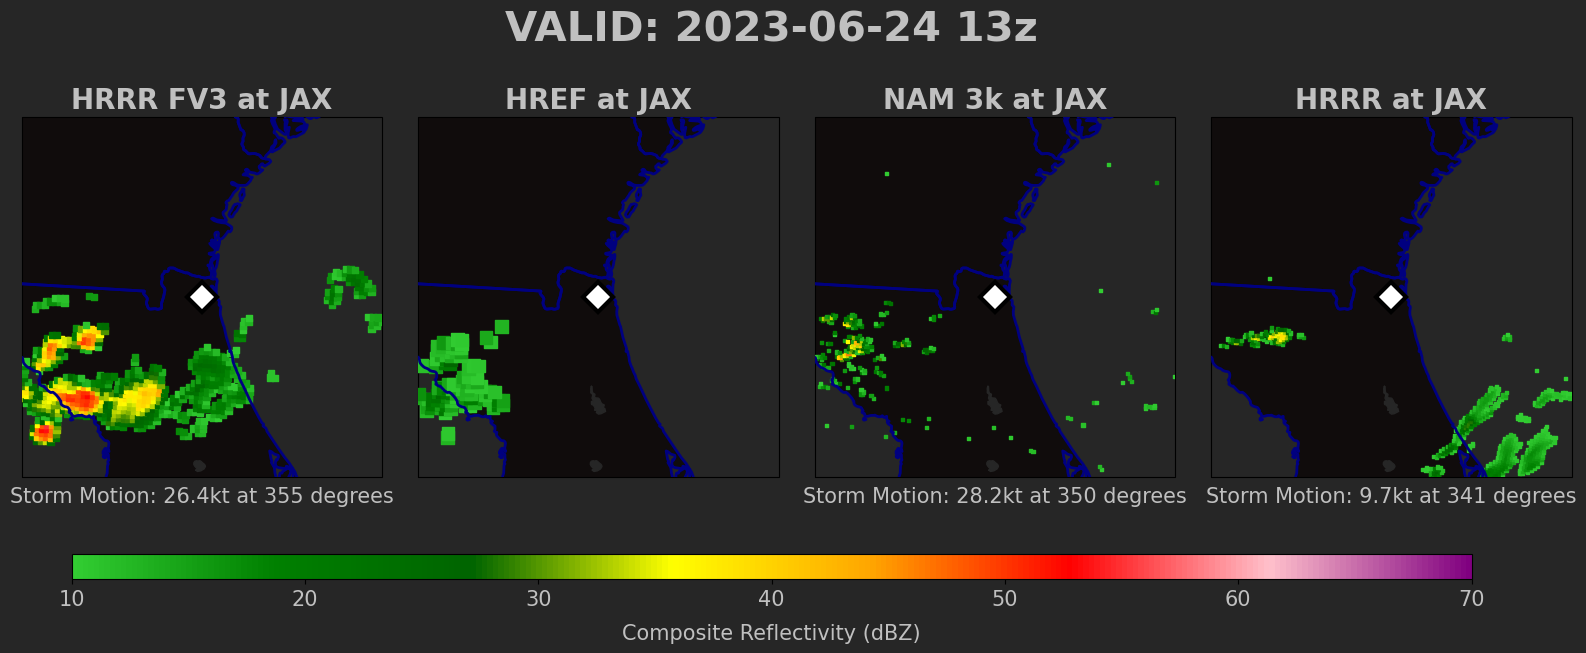 VALID: 2023-06-24 13z
HRRR FV3 at JAX
HREF at JAX
NAM 3k at JAX
HRRR at JAX
Storm Motion: 26.4kt at 355 degrees
Storm Motion: 28.2kt at 350 degrees
Storm Motion: 9.7kt at 341 degrees
10 20 30 40 50 60 70
Composite Reflectivity (dBZ)